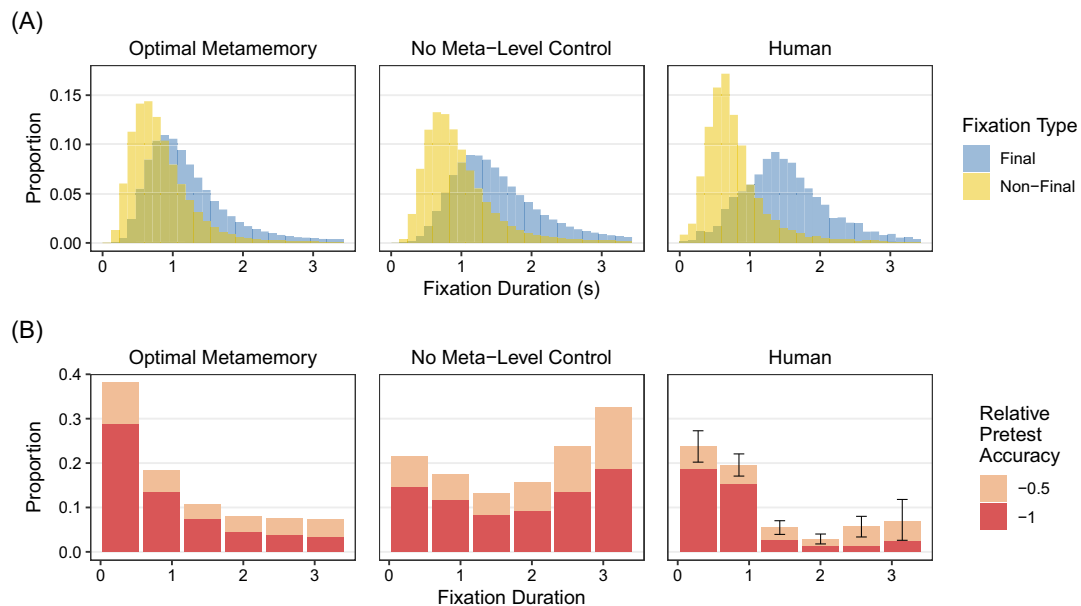 (A)
Optimal Metamemory
No Meta−Level Control
Human
Proportion
0.15
0.10
0.05
0.00
0 1 2 3
0 1 2 3
0 1 2 3
Fixation Duration (s)
Fixation Type
Final
Non−Final
(B)
Optimal Metamemory
No Meta−Level Control
Human
Proportion
0.4
0.3
0.2
0.1
0.0
0 1 2 3
0 1 2 3
0 1 2 3
Fixation Duration
Relative
Pretest
Accuracy
−0.5
−1